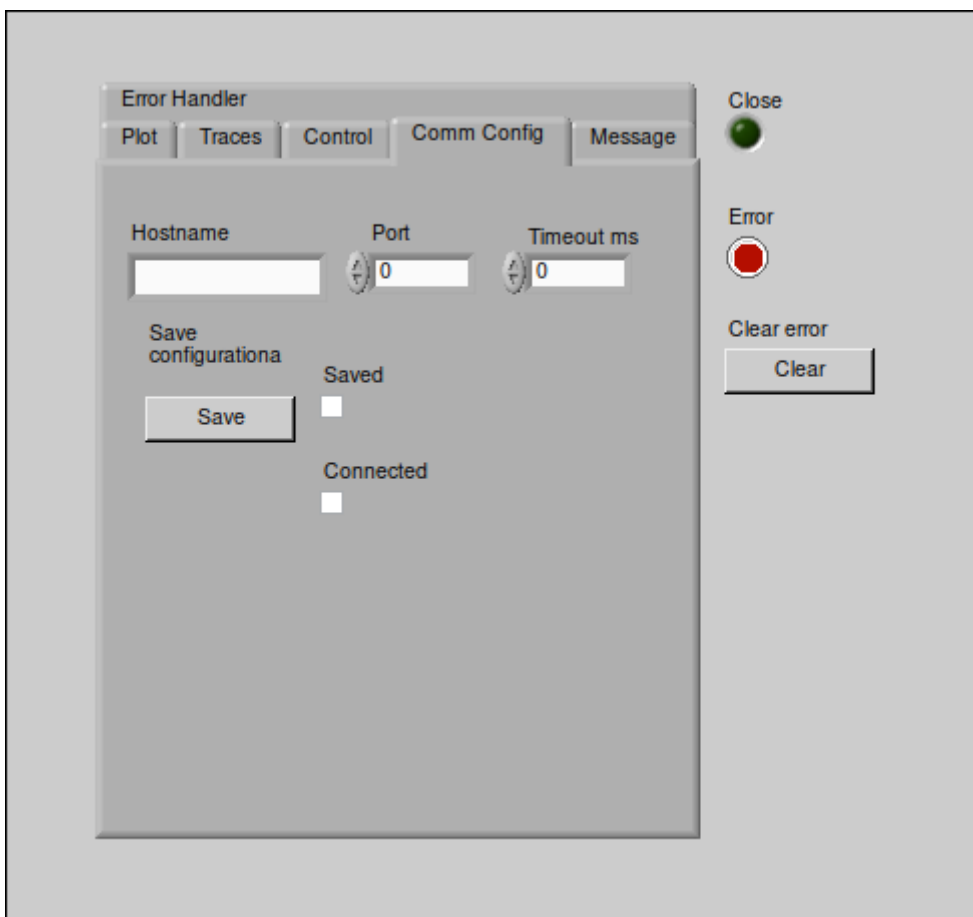 Error Handler
Plot
Traces
Control
Comm Config
Message
Close
Error
Clear error
Clear
Hostname
Port
Timeout ms
0
0
Save
configurationa
Save
Saved
Connected